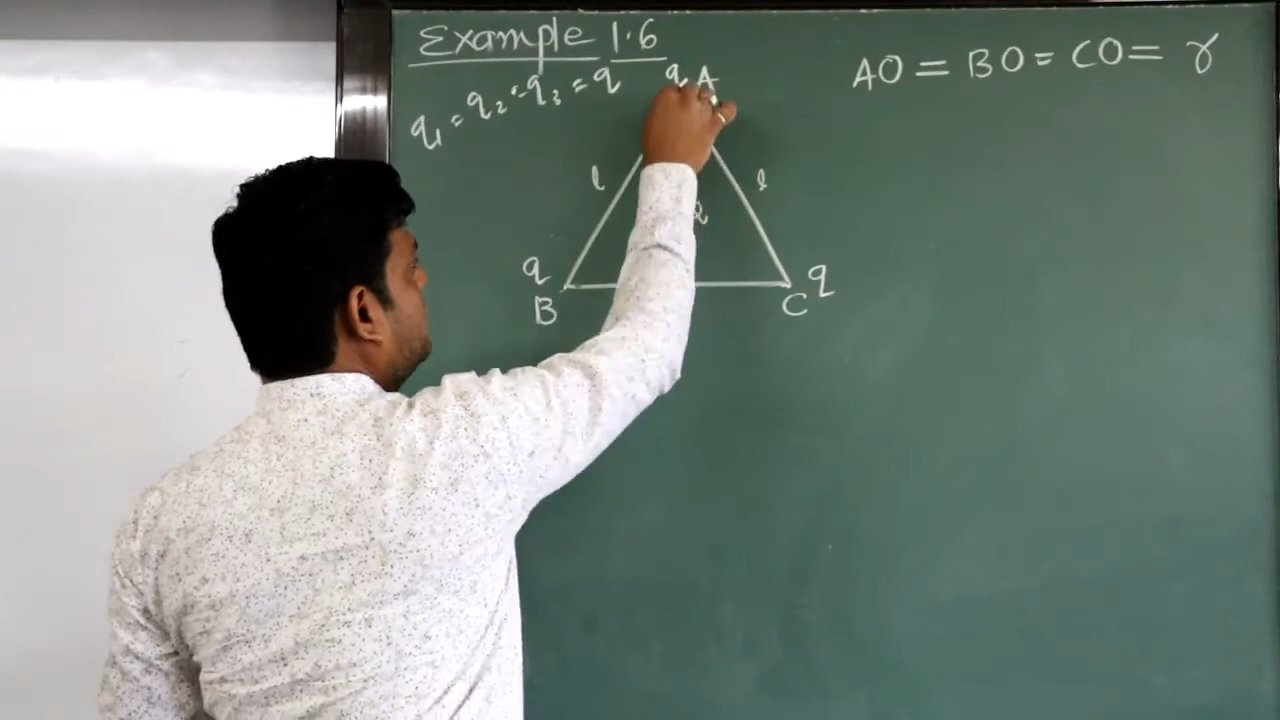 Example 1.6
AO = BO = CO = r
q₁ = q₂ = q₃ = q
q A
l l
q q
B C